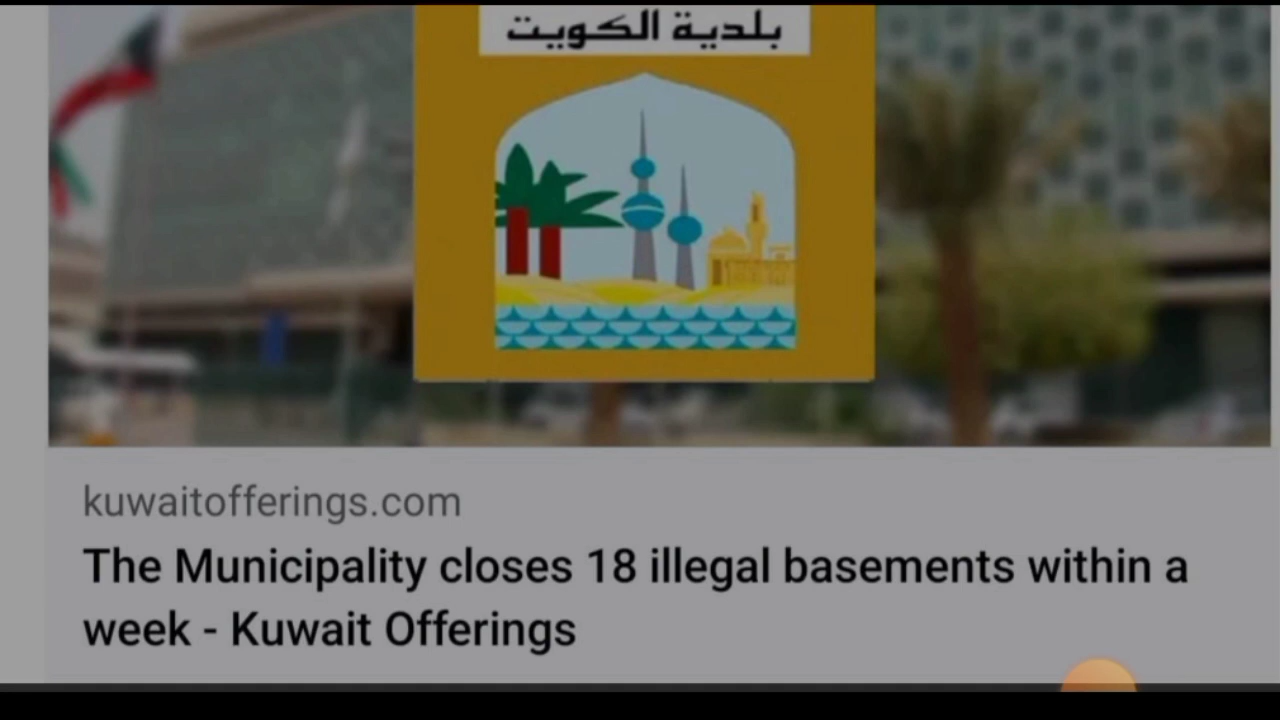 بلدية الكويت
kuwaitofferings.com
The Municipality closes 18 illegal basements within a
week - Kuwait Offerings